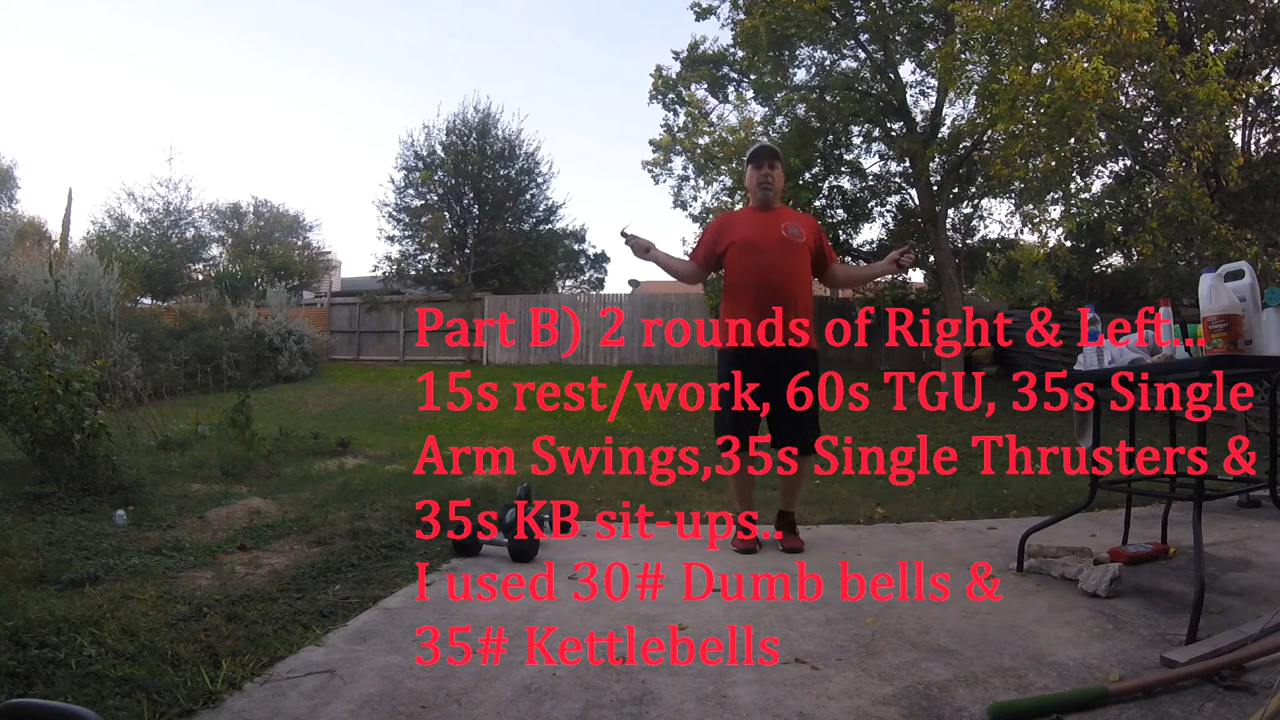 Part B) 2 rounds of Right & Left...
15s rest/work, 60s TGU, 35s Single
Arm Swings,35s Single Thrusters &
35s KB sit-ups..
I used 30# Dumb bells &
35# Kettlebells